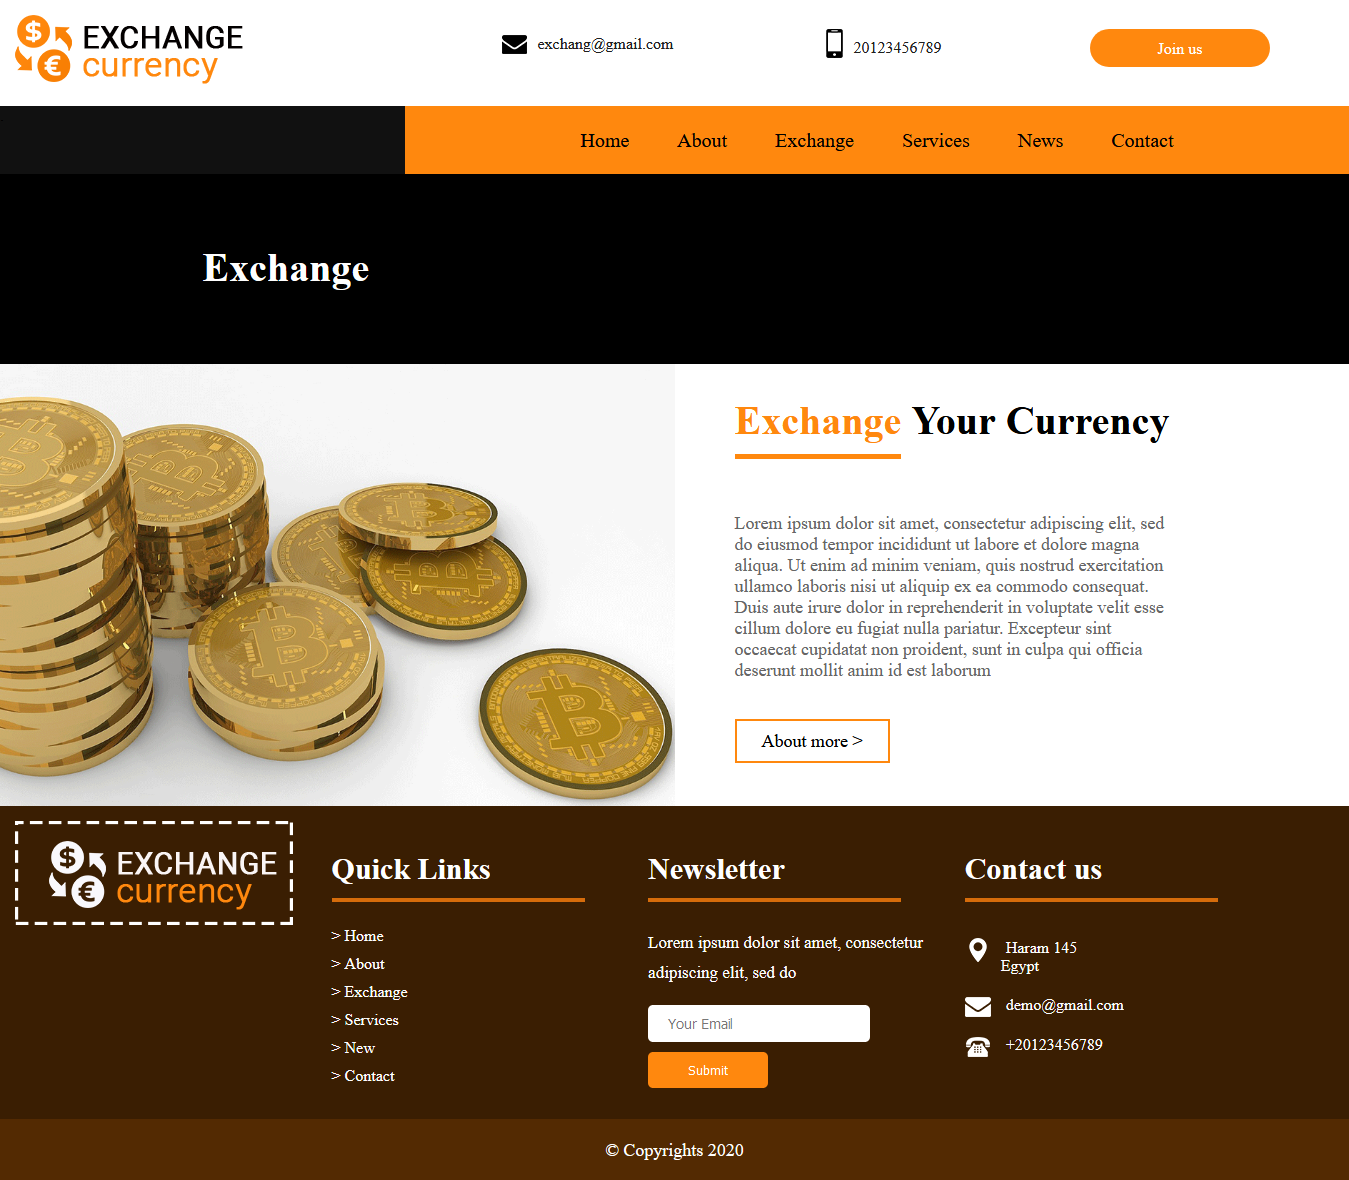 EXCHANGE
currency
exchang@gmail.com
20123456789
Join us
Home About Exchange Services News Contact
Exchange
Exchange Your Currency
Lorem ipsum dolor sit amet, consectetur adipiscing elit, sed
do eiusmod tempor incididunt ut labore et dolore magna
aliqua. Ut enim ad minim veniam, quis nostrud exercitation
ullamco laboris nisi ut aliquip ex ea commodo consequat.
Duis aute irure dolor in reprehenderit in voluptate velit esse
cillum dolore eu fugiat nulla pariatur. Excepteur sint
occaecat cupidatat non proident, sunt in culpa qui officia
deserunt mollit anim id est laborum
About more >
EXCHANGE
currency
Quick Links
> Home
> About
> Exchange
> Services
> New
> Contact
Newsletter
Lorem ipsum dolor sit amet, consectetur
adipiscing elit, sed do
Your Email
Submit
Contact us
Haram 145
Egypt
demo@gmail.com
+20123456789
© Copyrights 2020